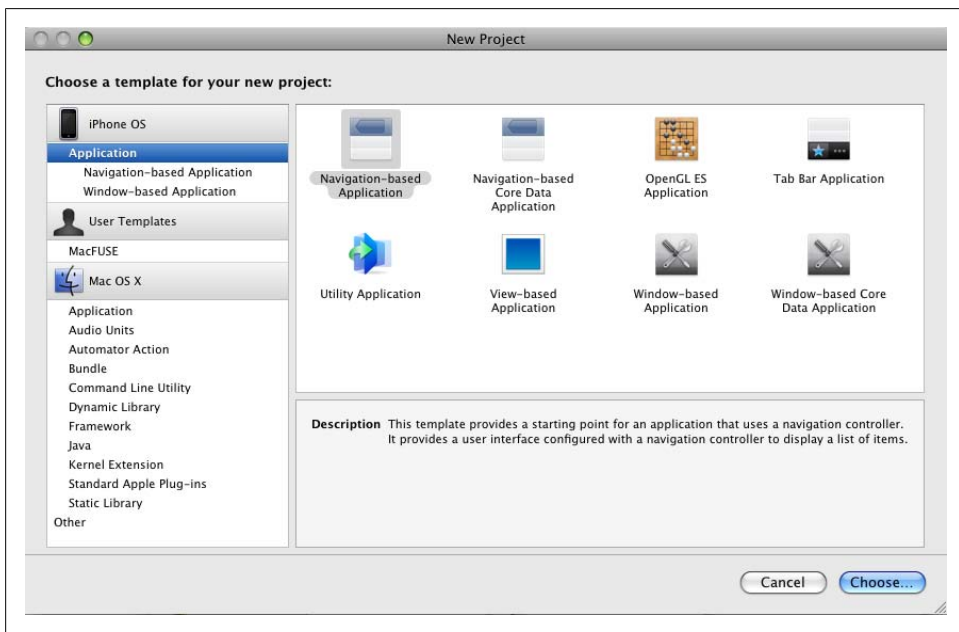 New Project
Choose a template for your new project:
iPhone OS
Application
Navigation-based Application
Window-based Application
User Templates
MacFUSE
Mac OS X
Application
Audio Units
Automator Action
Bundle
Command Line Utility
Dynamic Library
Framework
Java
Kernel Extension
Standard Apple Plug-ins
Static Library
Other
Navigation-based
Application
Navigation-based
Core Data
Application
OpenGL ES
Application
Tab Bar Application
Utility Application
View-based
Application
Window-based
Application
Window-based Core
Data Application
Description This template provides a starting point for an application that uses a navigation controller.
It provides a user interface configured with a navigation controller to display a list of items.
Cancel
Choose...